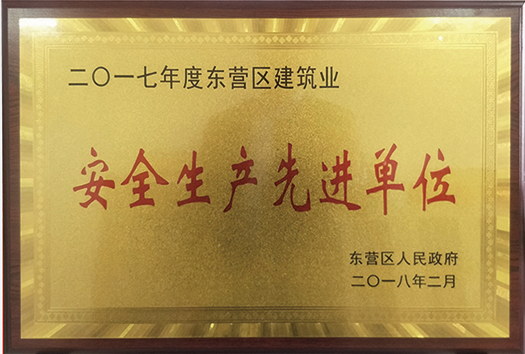 二〇一七年度东营区建筑业
安全生产先进单位
东营区人民政府
二〇一八年二月